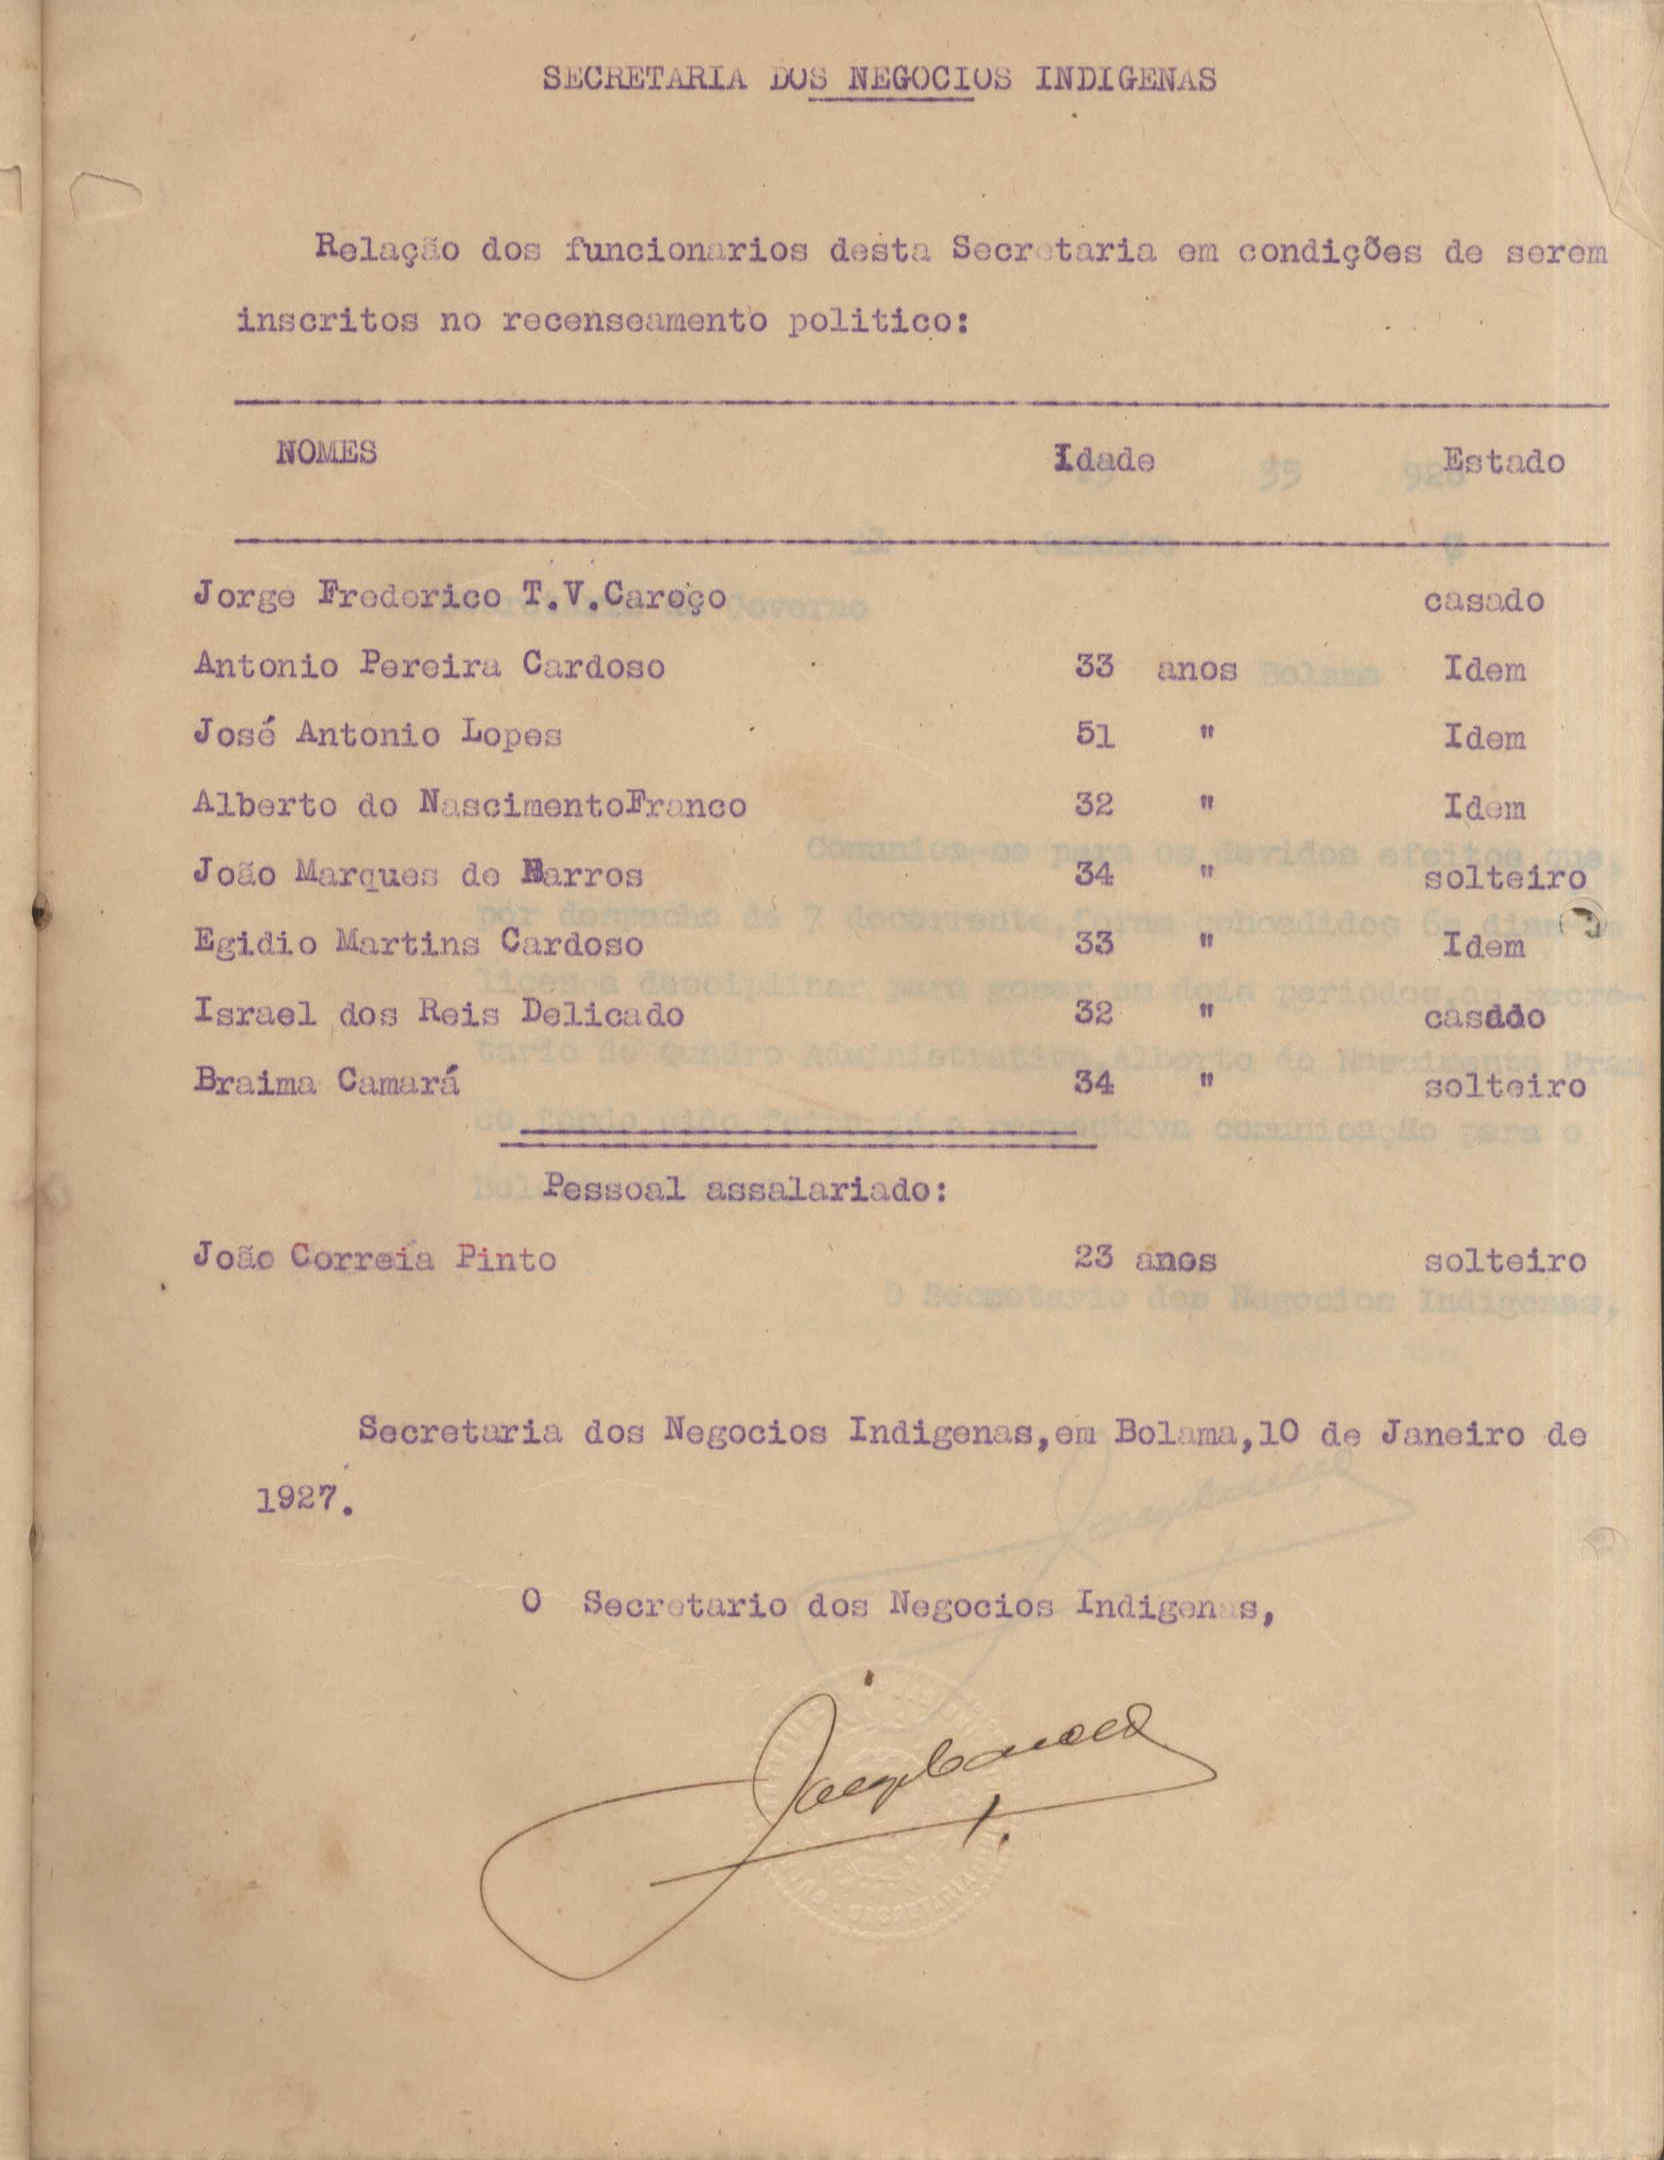 SECRETARIA DOS NEGOCIOS INDIGENAS
Relação dos funcionarios desta Secretaria em condições de serem
inscritos no recenseamento politico:
NOMES Idade Estado
Jorge Frederico T.V.Caroço casado
Antonio Pereira Cardoso 33 anos Idem
José Antonio Lopes 51 " Idem
Alberto do NascimentoFranco 32 " Idem
João Marques de Barros 34 " solteiro
Egidio Martins Cardoso 33 " Idem
Israel dos Reis Delicado 32 " casado
Braima Camará 34 " solteiro
Pessoal assalariado:
João Correia Pinto 23 anos solteiro
Secretaria dos Negocios Indigenas,em Bolama,10 de Janeiro de
1927.
O Secretario dos Negocios Indigenas,